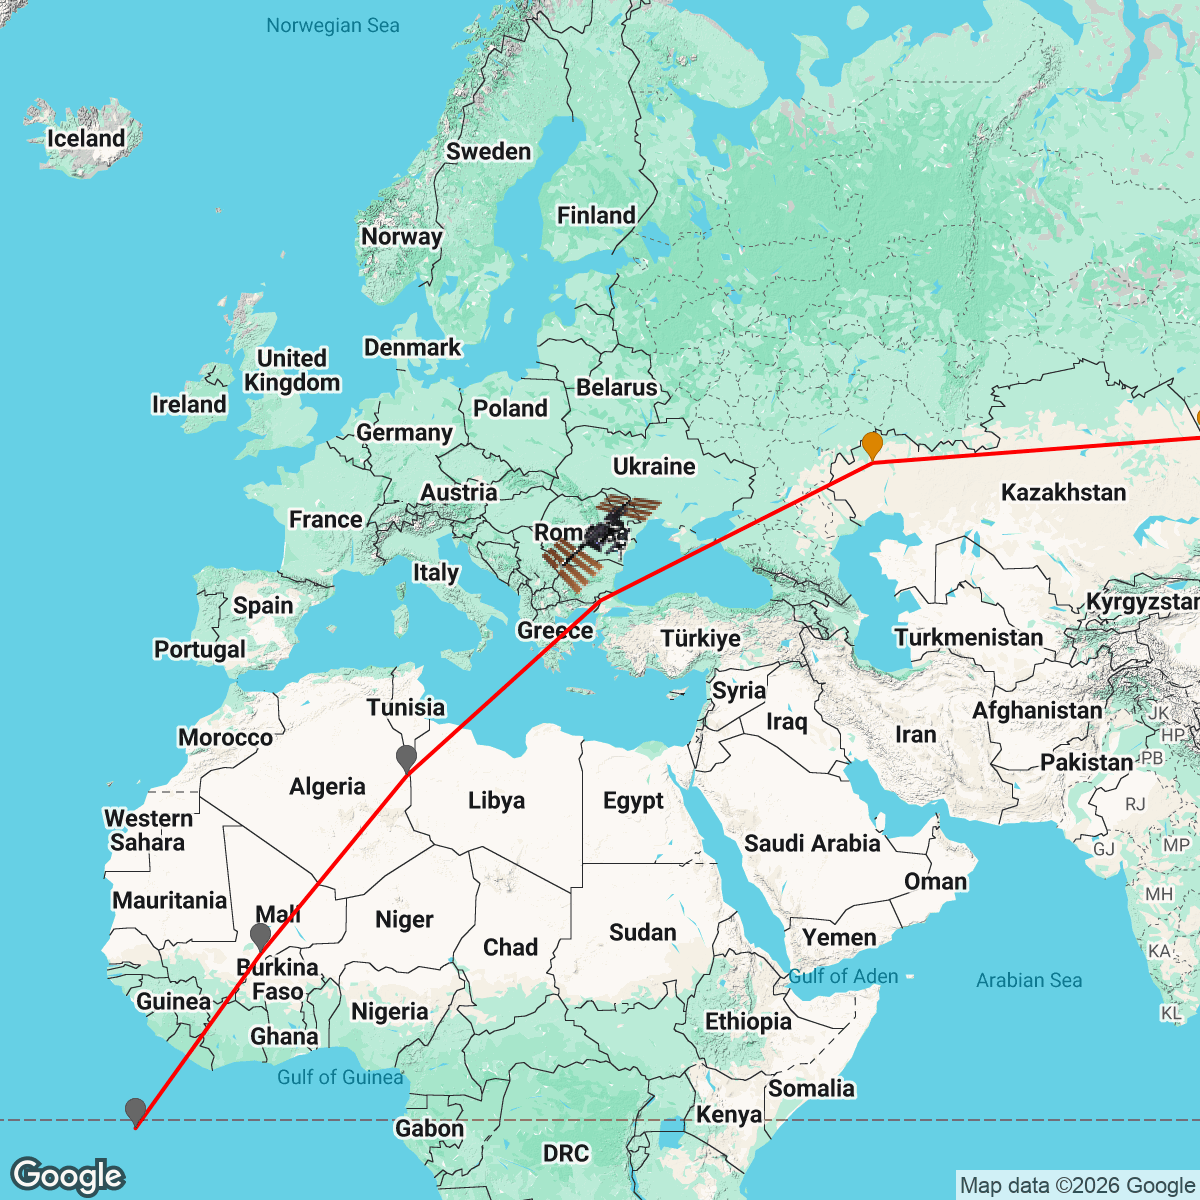 Norwegian Sea
Iceland
Sweden
Finland
Norway
Denmark
United
Kingdom
Ireland
Belarus
Poland
Germany
Ukraine
Austria
Kazakhstan
France
Italy
Kyrgyzstan
Spain
Greece
Türkiye
Turkmenistan
Portugal
Syria
Tunisia
Afghanistan
JK
Iraq
Morocco
Iran
HP
Pakistan
PB
Algeria
Libya
Egypt
RJ
Western
Sahara
Saudi Arabia
GJ
MP
Oman
MH
Mauritania
Mali
Niger
Sudan
Yemen
Chad
KA
Burkina
Faso
Gulf of Aden
Arabian Sea
Guinea
Nigeria
Ethiopia
KL
Ghana
Gulf of Guinea
Somalia
Kenya
Gabon
DRC
Google
Map data ©2026 Google